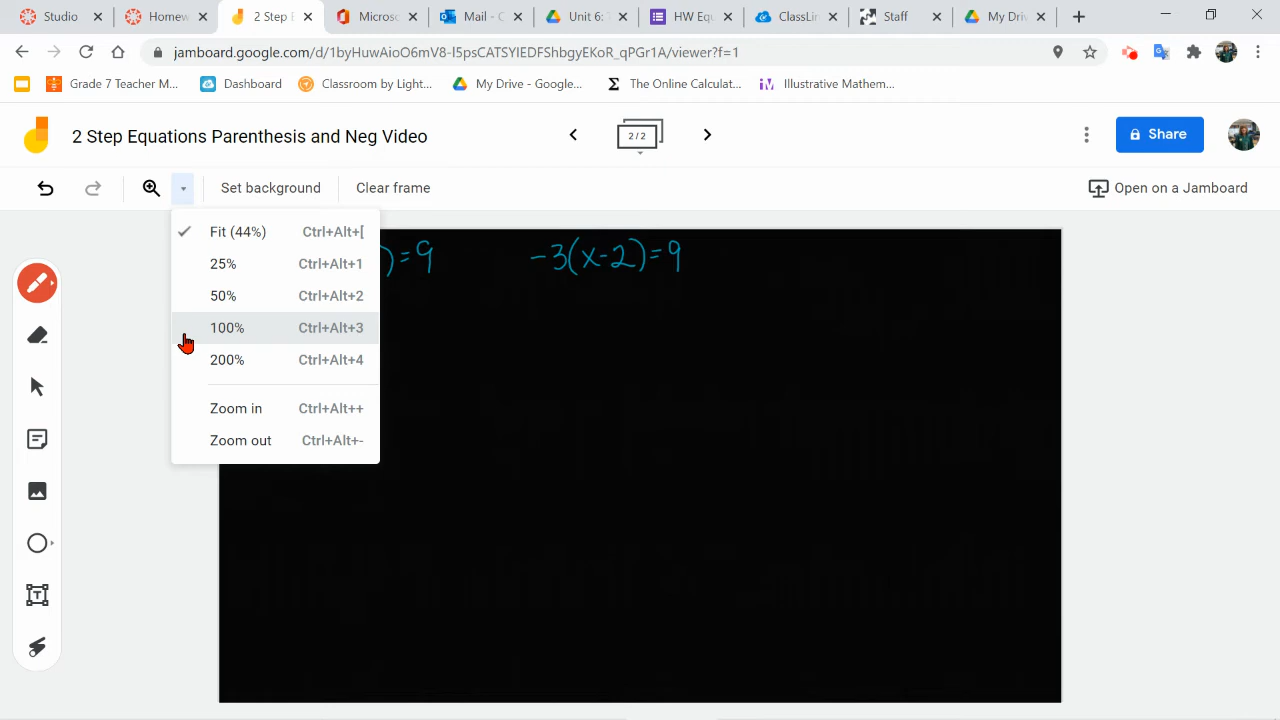 Studio
Homew
2 Step E
Micros
Mail - C
Unit 6:
HW Equ
ClassLin
Staff
My Driv
jamboard.google.com/d/1byHuwAioO6mV8-I5psCATSYIEDFShbgyEKoR_qPGr1A/viewer?f=1
Grade 7 Teacher M...
Dashboard
Classroom by Light...
My Drive - Google...
The Online Calculat...
Illustrative Mathem...
2 Step Equations Parenthesis and Neg Video
2 / 2
Share
Set background
Clear frame
Open on a Jamboard
Fit (44%) Ctrl+Alt+[
25% Ctrl+Alt+1
50% Ctrl+Alt+2
100% Ctrl+Alt+3
200% Ctrl+Alt+4
Zoom in Ctrl+Alt++
Zoom out Ctrl+Alt+-
)=9
-3(x-2)=9